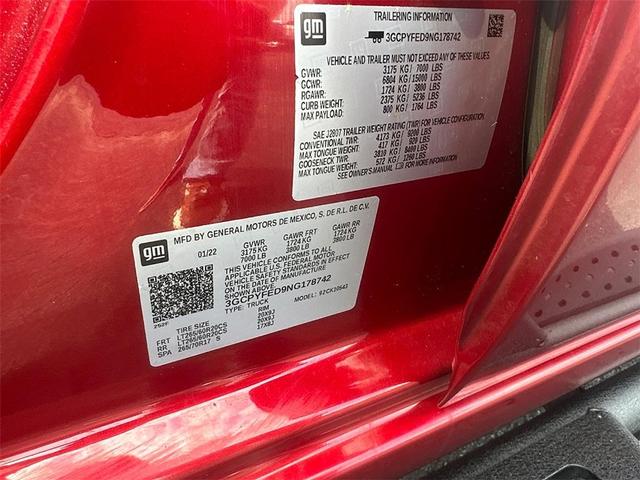 gm
TRAILERING INFORMATION
3GCPYFED9NG178742
VEHICLE AND TRAILER MUST NOT EXCEED ANY OF THESE VALUES.
GVWR: 3175 KG/ 7000 LBS
GCWR: 6804 KG/15000 LBS
RGAWR: 1724 KG/ 3800 LBS
CURB WEIGHT: 2375 KG/ 5236 LBS
MAX PAYLOAD: 800 KG/ 1764 LBS
SAE J2807 TRAILER WEIGHT RATING (TWR) FOR VEHICLE CONFIGURATION.
CONVENTIONAL TWR: 4173 KG/ 9200 LBS
MAX TONGUE WEIGHT: 417 KG/ 920 LBS
GOOSENECK TWR: 3810 KG/ 8400 LBS
MAX TONGUE WEIGHT: 572 KG/ 1260 LBS
SEE OWNER'S MANUAL FOR MORE INFORMATION.
gm
MFD BY GENERAL MOTORS DE MEXICO, S. DE R.L. DE C.V.
01/22 GVWR GAWR FRT GAWR RR
3175 KG 1724 KG 1724 KG
7000 LB 3800 LB 3800 LB
THIS VEHICLE CONFORMS TO ALL
APPLICABLE U.S. FEDERAL MOTOR
VEHICLE SAFETY STANDARDS IN EFFECT
ON THE DATE OF MANUFACTURE
3GCPYFED9NG178742
TYPE: TRUCK MODEL:
TIRE SIZE RIM
FRT LT265/60R20CS 20X9J
RR LT265/60R20CS 20X9J
SPA 265/70R17 S 17X8J